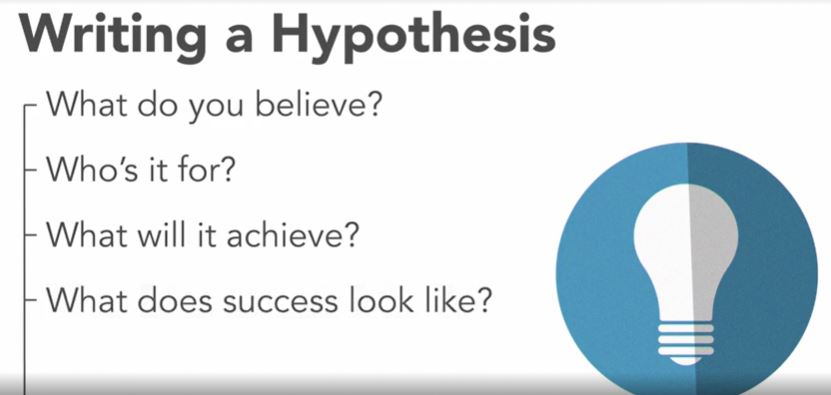 Writing a Hypothesis
What do you believe?
Who's it for?
What will it achieve?
What does success look like?